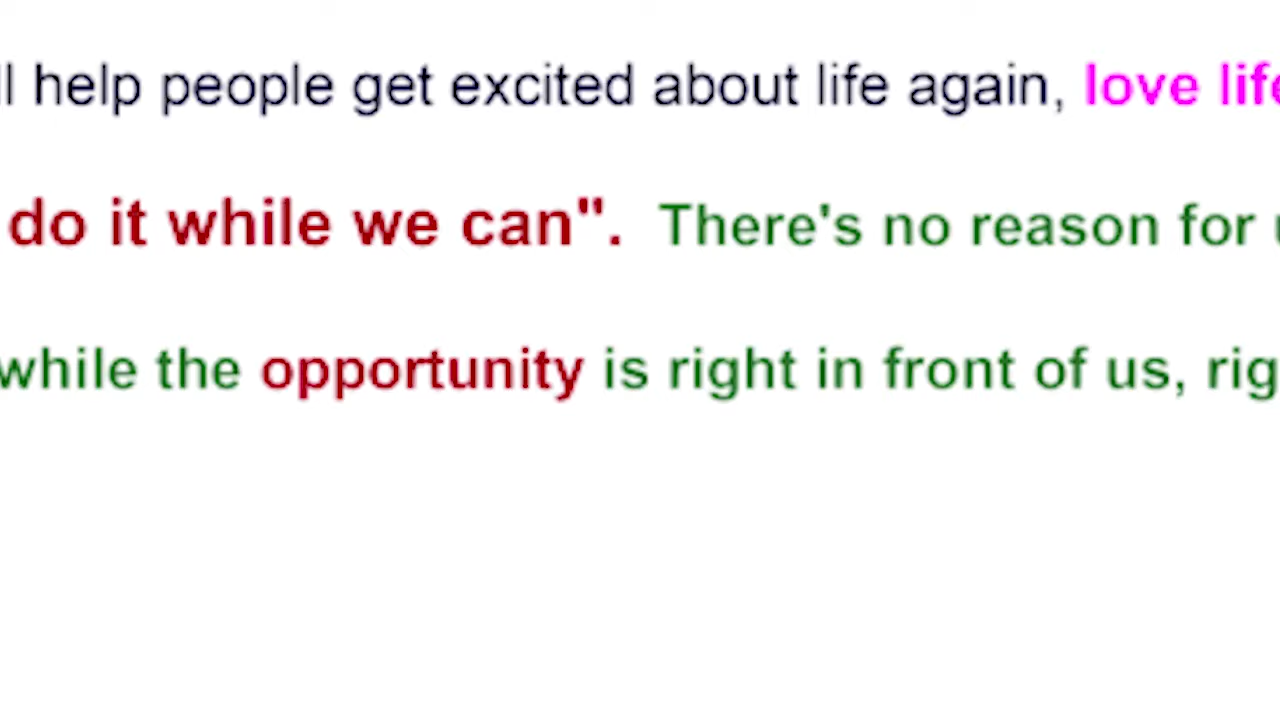 help people get excited about life again, love life
do it while we can". There's no reason for
while the opportunity is right in front of us,